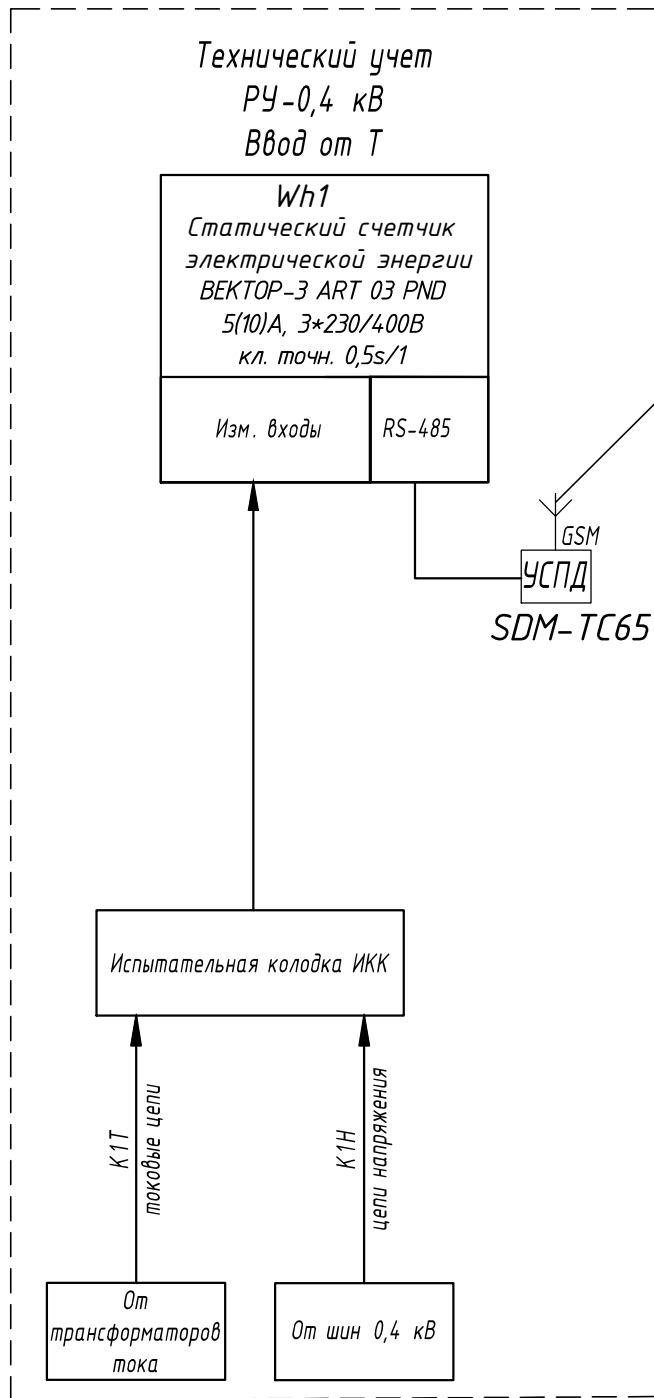 Технический учет
РУ-0,4 кВ
Ввод от Т
Wh1
Статический счетчик
электрической энергии
ВЕКТОР-3 ART 03 PND
5(10)А, 3*230/400В
кл. точн. 0,5s/1
Изм. входы
RS-485
GSM
УСПД
SDM-TC65
Испытательная колодка ИКК
К1Т
токовые цепи
К1Н
цепи напряжения
От
трансформаторов
тока
От шин 0,4 кВ